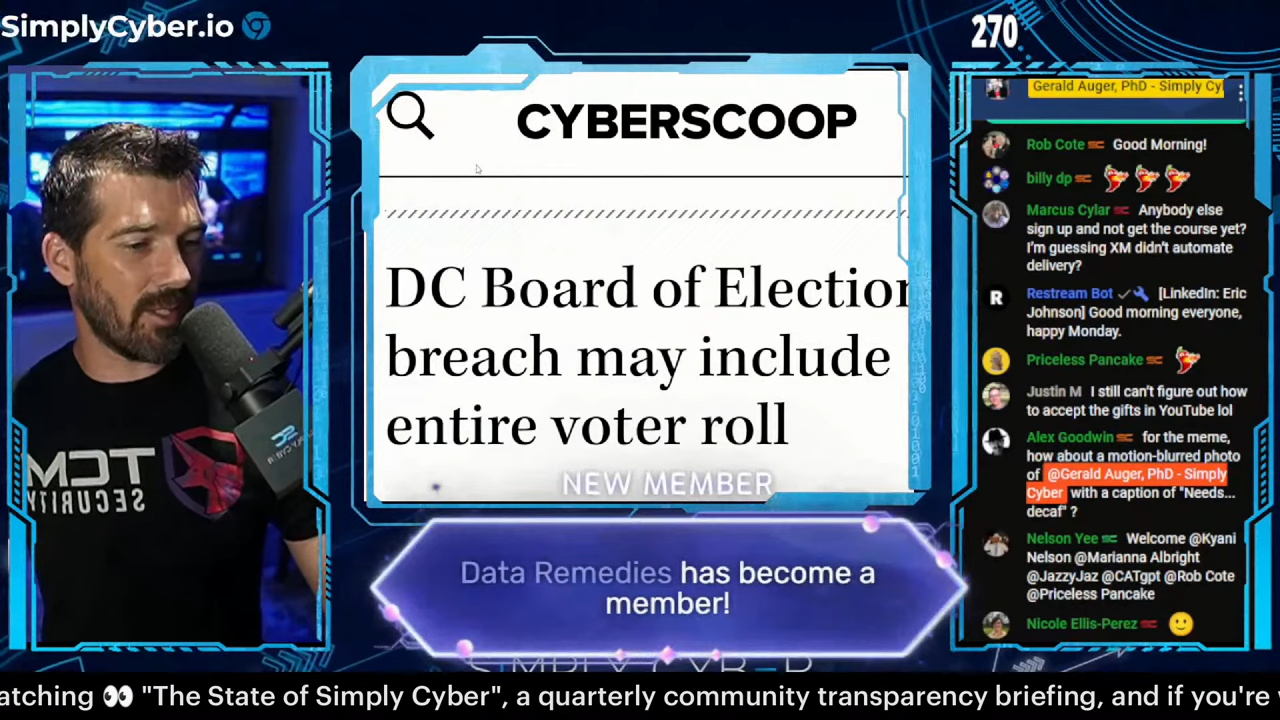 SimplyCyber.io
270
CYBERSCOOP
DC Board of Election
breach may include
entire voter roll
NEW MEMBER
Data Remedies has become a
member!
TCM
SECURITY
Gerald Auger, PhD - Simply Cy
Rob Cote Good Morning!
billy dp
Marcus Cylar Anybody else
sign up and not get the course yet?
I'm guessing XM didn't automate
delivery?
R
Restream Bot [LinkedIn: Eric
Johnson] Good morning everyone,
happy Monday.
Priceless Pancake
Justin M I still can't figure out how
to accept the gifts in YouTube lol
Alex Goodwin for the meme,
how about a motion-blurred photo
of @Gerald Auger, PhD - Simply
Cyber with a caption of "Needs...
decaf" ?
Nelson Yee Welcome @Kyani
Nelson @Marianna Albright
@JazzyJaz @CATgpt @Rob Cote
@Priceless Pancake
Nicole Ellis-Perez 🙂
SIMPLY CYBER
atching 👀 "The State of Simply Cyber", a quarterly community transparency briefing, and if you're